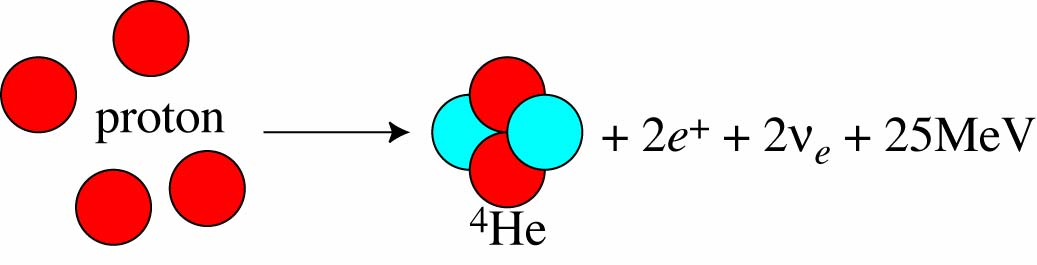 proton
+ 2e⁺ + 2νₑ + 25MeV
⁴He